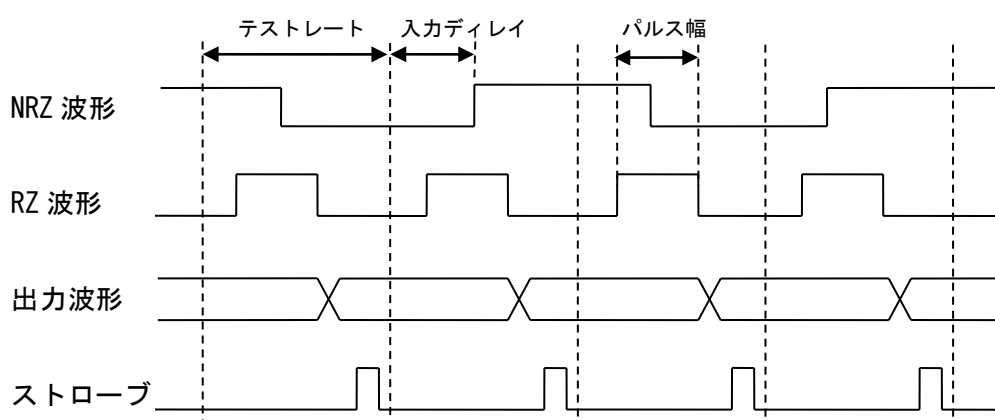 テストレート
入力ディレイ
パルス幅
NRZ 波形
RZ 波形
出力波形
ストローブ